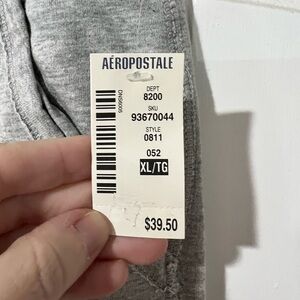 AÉROPOSTALE
DEPT
8200
SKU
93670044
STYLE
0811
052
XL/TG
$39.50